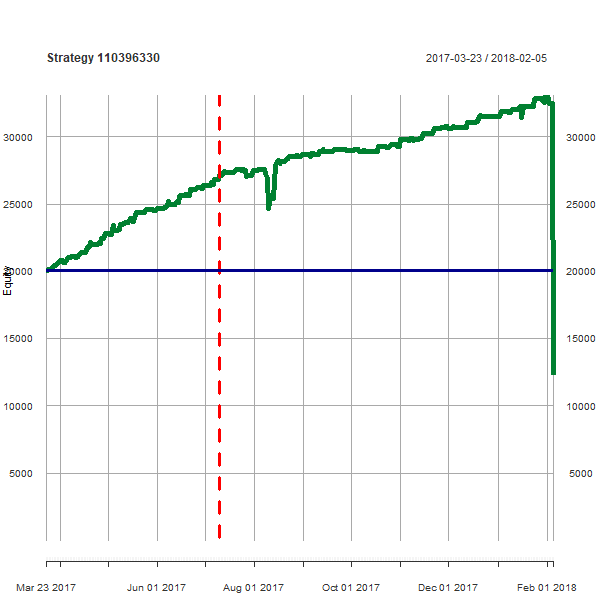 Strategy 110396330
2017-03-23 / 2018-02-05
30000
30000
25000
25000
20000
20000
Equity
15000
15000
10000
10000
5000
5000
Mar 23 2017
Jun 01 2017
Aug 01 2017
Oct 01 2017
Dec 01 2017
Feb 01 2018